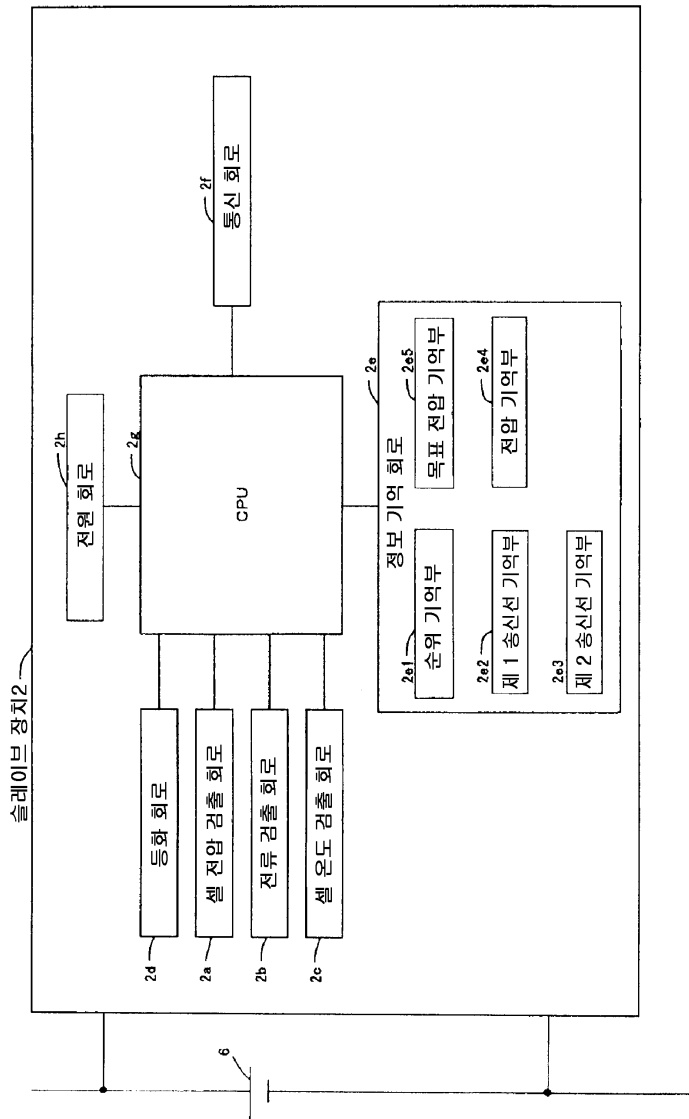 슬레이브 장치2
2h
전원 회로
2g
CPU
2f
통신 회로
등화 회로
2d
셀 전압 검출 회로
2a
전류 검출 회로
2b
셀 온도 검출 회로
2c
정보 기억 회로
2e
2e1
순위 기억부
2e5
목표 전압 기억부
2e2
제 1 송신선 기억부
2e4
전압 기억부
2e3
제 2 송신선 기억부
6